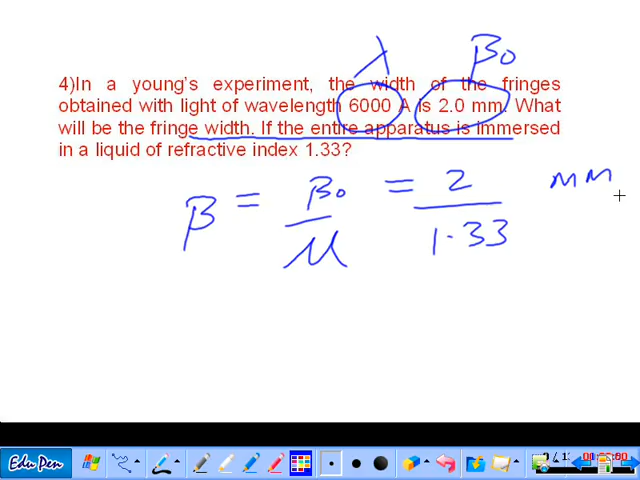 λ β₀
4)In a young's experiment, the width of the fringes
obtained with light of wavelength 6000 A is 2.0 mm. What
will be the fringe width. If the entire apparatus is immersed
in a liquid of refractive index 1.33?
β = β₀/μ = 2/1.33 mm
Edu Pen